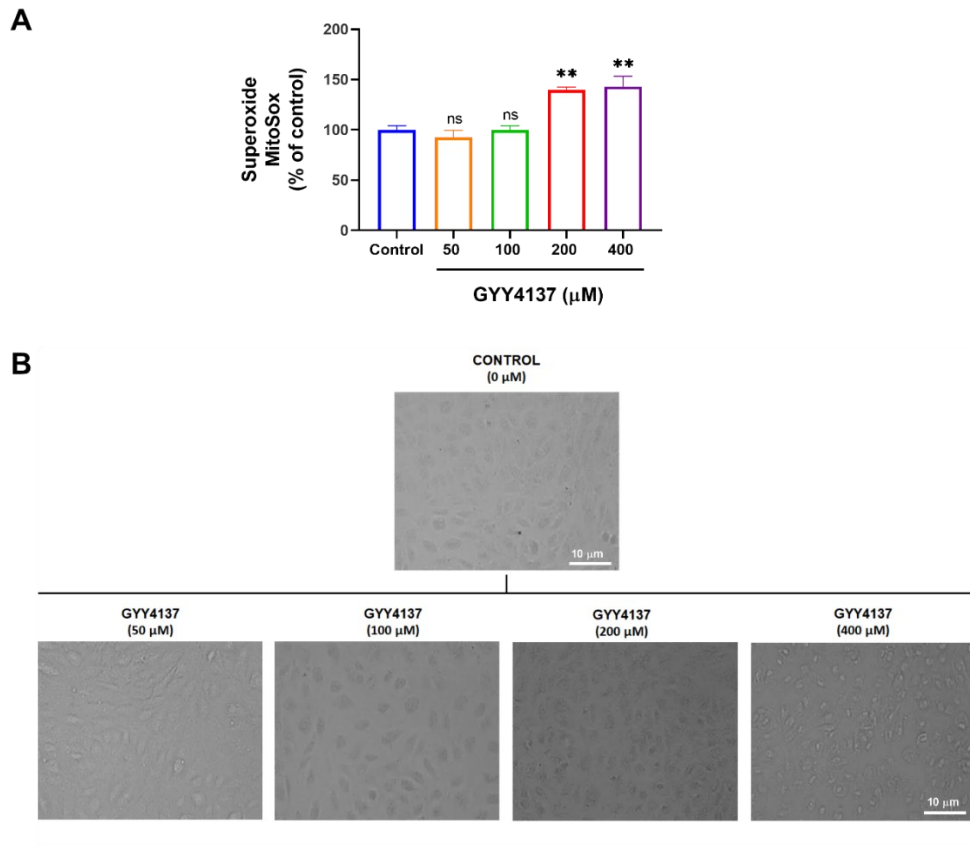 A
Superoxide
MitoSox
(% of control)
200
150
100
50
0
ns
ns
**
**
Control 50 100 200 400
GYY4137 (μM)
B
CONTROL
(0 μM)
10 μm
GYY4137
(50 μM)
GYY4137
(100 μM)
GYY4137
(200 μM)
GYY4137
(400 μM)
10 μm